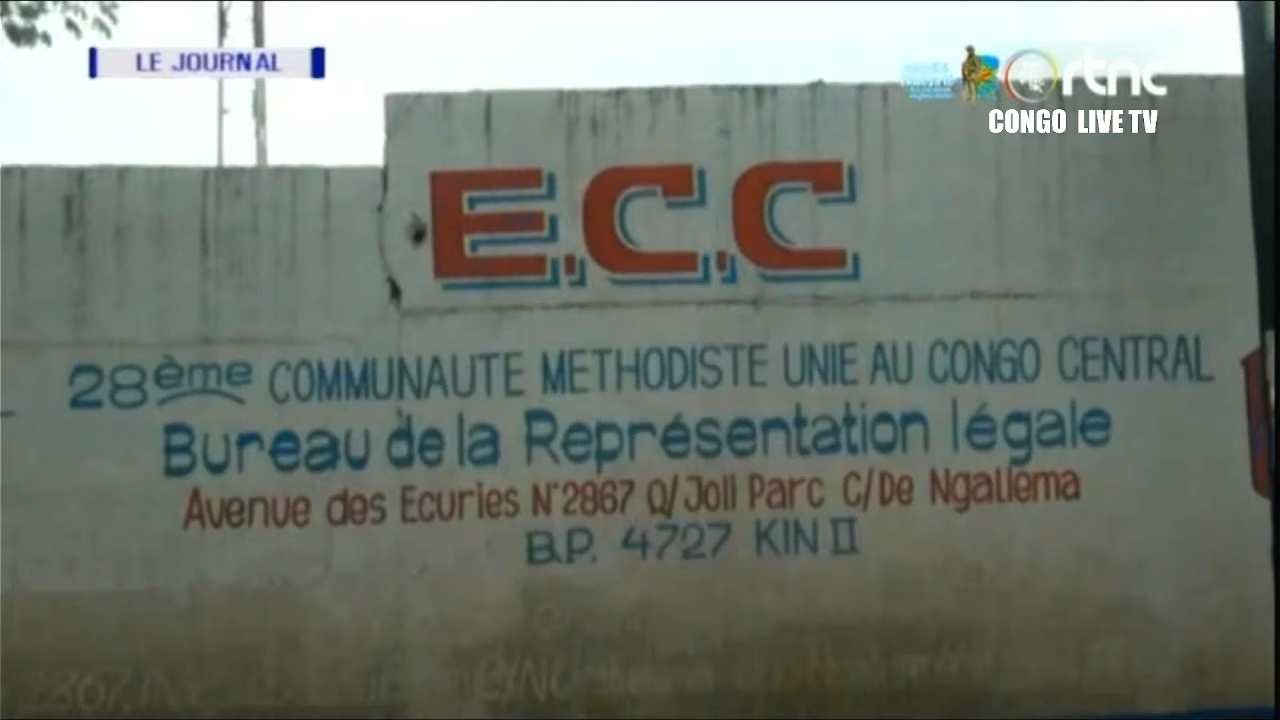 LE JOURNAL
rtnc
CONGO LIVE TV
E.C.C
28ème COMMUNAUTE METHODISTE UNIE AU CONGO CENTRAL
Bureau de la Représentation légale
Avenue des Ecuries N°2867 Q/Joli Parc C/De Ngaliema
B.P. 4727 KIN II